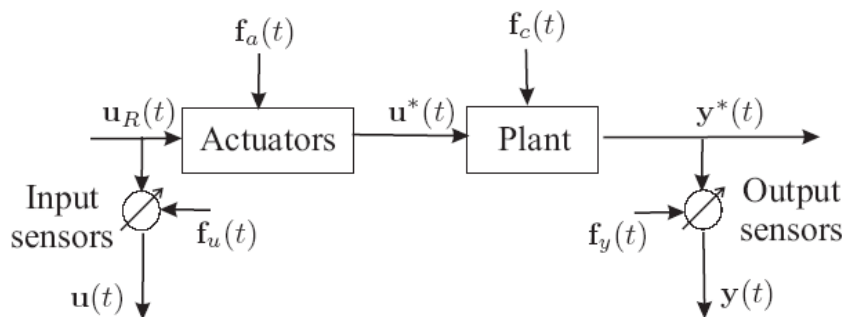 f_a(t)
f_c(t)
u_R(t)
Actuators
u*(t)
Plant
y*(t)
Input
sensors
f_u(t)
u(t)
f_y(t)
Output
sensors
y(t)